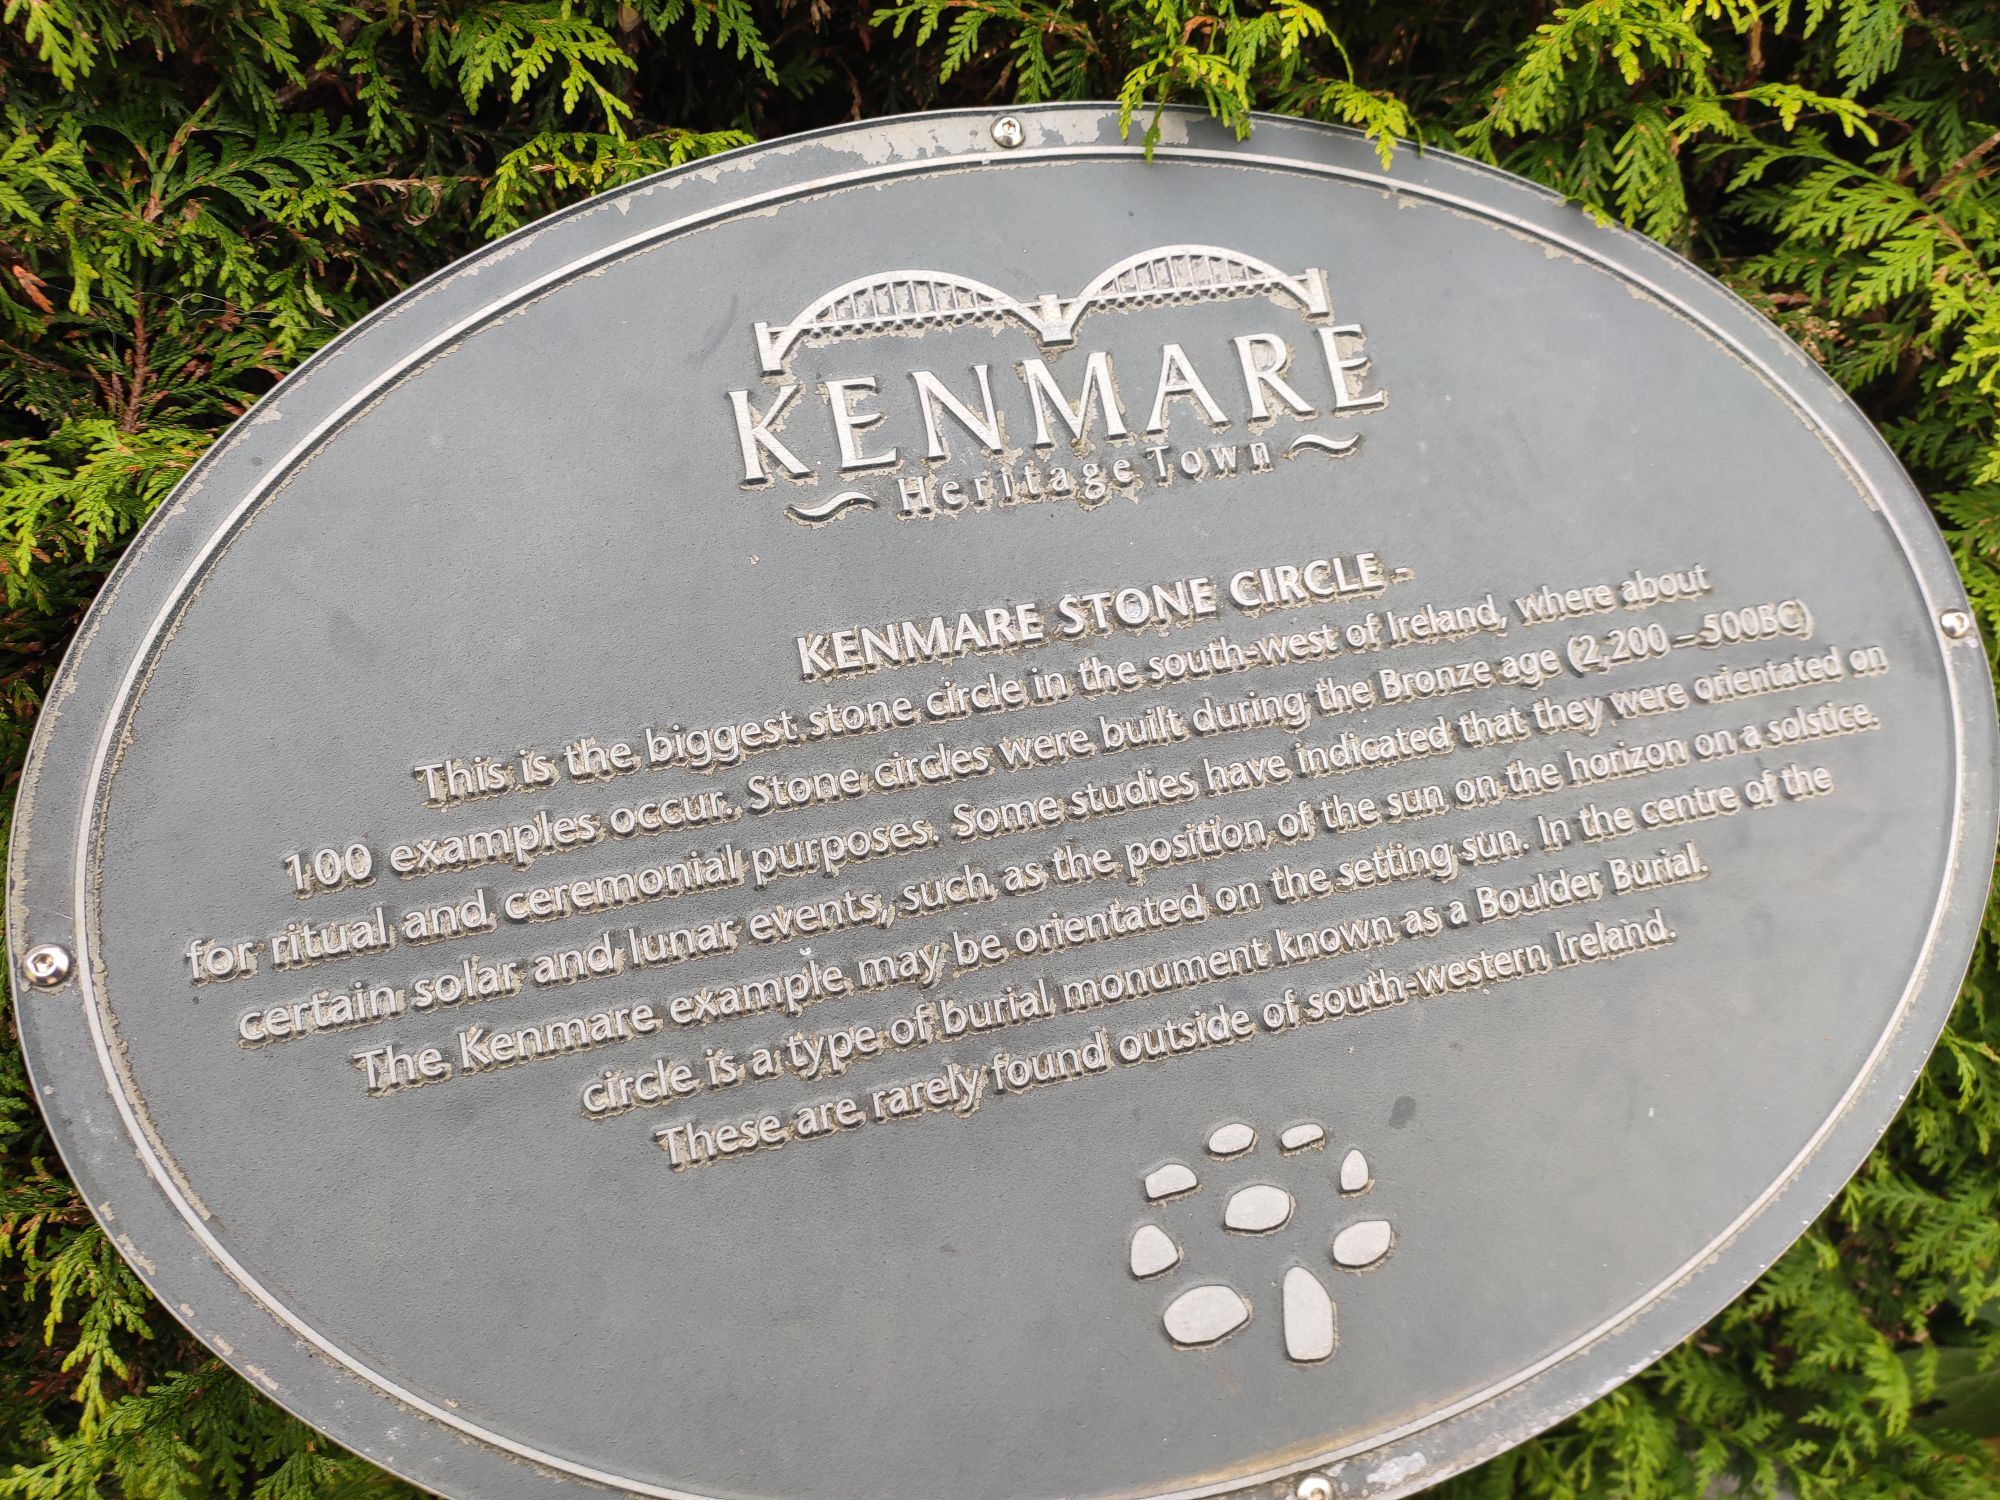 KENMARE
Heritage Town
KENMARE STONE CIRCLE -
This is the biggest stone circle in the south-west of Ireland, where about
100 examples occur. Stone circles were built during the Bronze age (2,200 – 500BC)
for ritual and ceremonial purposes. Some studies have indicated that they were orientated on
certain solar and lunar events, such as the position of the sun on the horizon on a solstice.
The Kenmare example may be orientated on the setting sun. In the centre of the
circle is a type of burial monument known as a Boulder Burial.
These are rarely found outside of south-western Ireland.